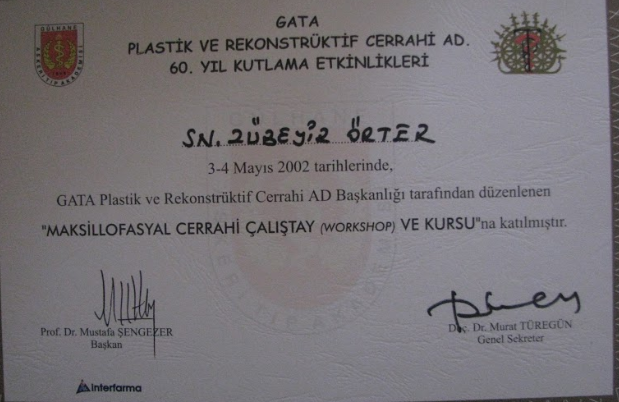 GATA
PLASTİK VE REKONSTRÜKTİF CERRAHİ AD.
60. YIL KUTLAMA ETKİNLİKLERİ
SN. ZÜBEYİR ÖRTER
3-4 Mayıs 2002 tarihlerinde,
GATA Plastik ve Rekonstrüktif Cerrahi AD Başkanlığı tarafından düzenlenen
"MAKSİLLOFASYAL CERRAHİ ÇALIŞTAY (WORKSHOP) VE KURSU"na katılmıştır.
Prof. Dr. Mustafa ŞENGEZER
Başkan
Doç. Dr. Murat TÜREGÜN
Genel Sekreter
interfarma